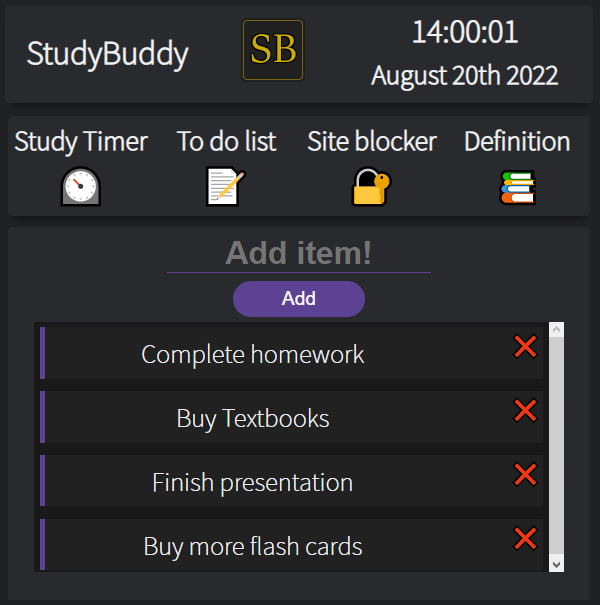 StudyBuddy
SB
14:00:01
August 20th 2022
Study Timer
To do list
Site blocker
Definition
Add item!
Add
Complete homework
Buy Textbooks
Finish presentation
Buy more flash cards